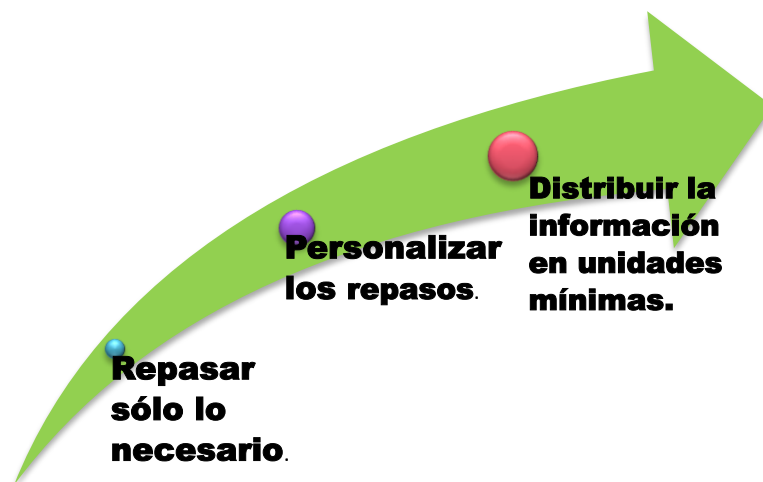 Repasar
sólo lo
necesario.
Personalizar
los repasos.
Distribuir la
información
en unidades
mínimas.